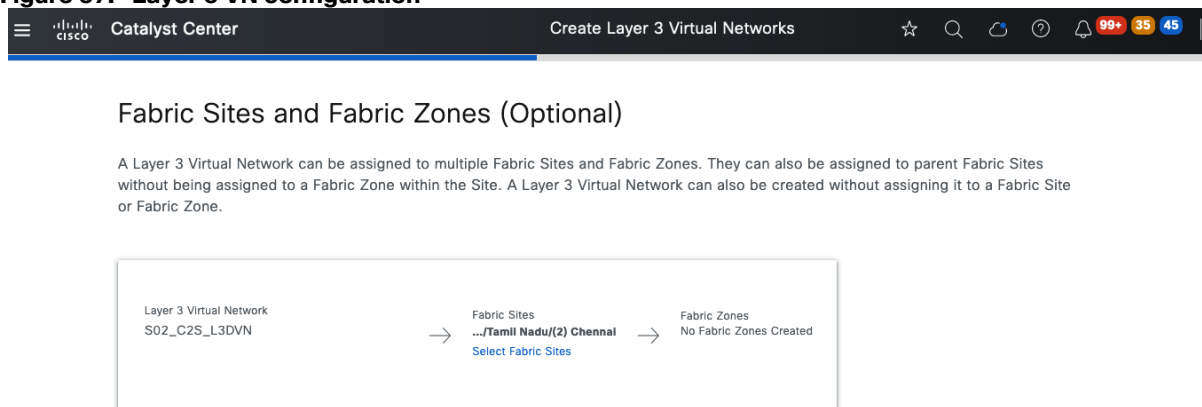 Figure 37. Layer 3 VN configuration
cisco Catalyst Center Create Layer 3 Virtual Networks 99+ 35 45
Fabric Sites and Fabric Zones (Optional)
A Layer 3 Virtual Network can be assigned to multiple Fabric Sites and Fabric Zones. They can also be assigned to parent Fabric Sites
without being assigned to a Fabric Zone within the Site. A Layer 3 Virtual Network can also be created without assigning it to a Fabric Site
or Fabric Zone.
Layer 3 Virtual Network
S02_C2S_L3DVN
Fabric Sites
.../Tamil Nadu/(2) Chennai
Select Fabric Sites
Fabric Zones
No Fabric Zones Created